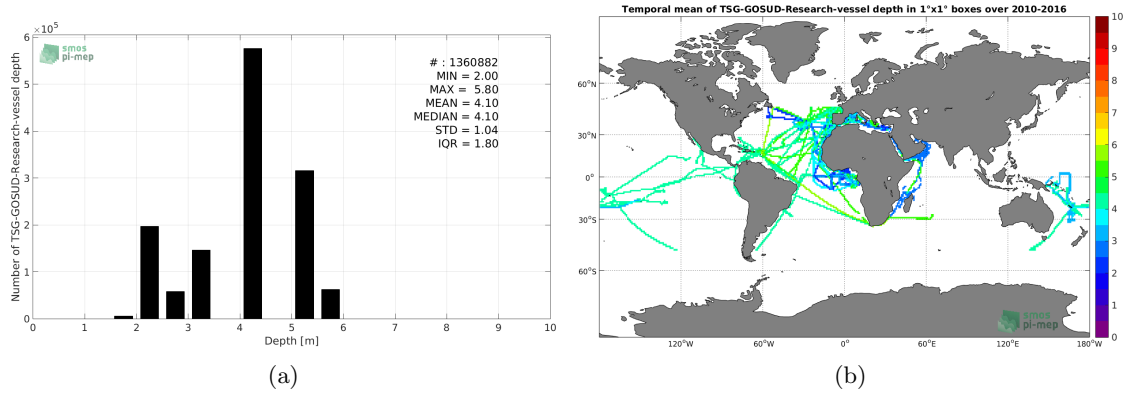 ×10⁵
smos
pi-mep
# : 1360882
MIN = 2.00
MAX = 5.80
MEAN = 4.10
MEDIAN = 4.10
STD = 1.04
IQR = 1.80
Number of TSG-GOSUD-Research-vessel depth
6
5
4
3
2
1
0
0 1 2 3 4 5 6 7 8 9 10
Depth [m]
(a)
Temporal mean of TSG-GOSUD-Research-vessel depth in 1°x1° boxes over 2010-2016
60°N
30°N
0°
30°S
60°S
120°W 60°W 0° 60°E 120°E 180°W
smos
pi-mep
10
9
8
7
6
5
4
3
2
1
0
(b)